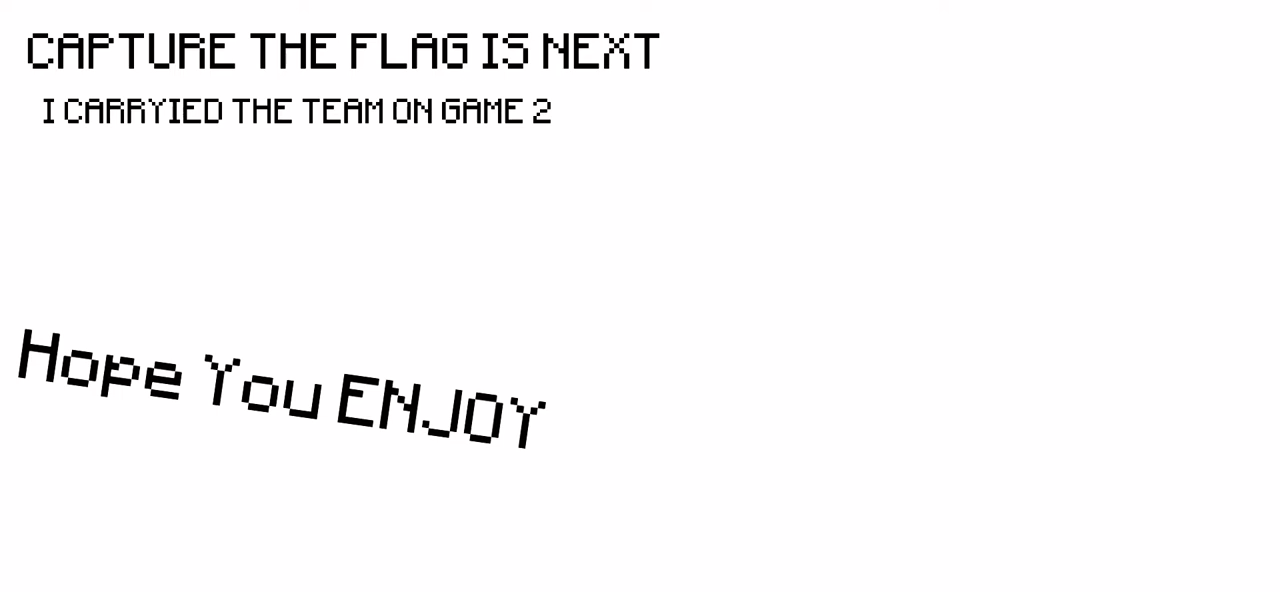 CAPTURE THE FLAG IS NEXT
I CARRYIED THE TEAM ON GAME 2
Hope You ENJOY